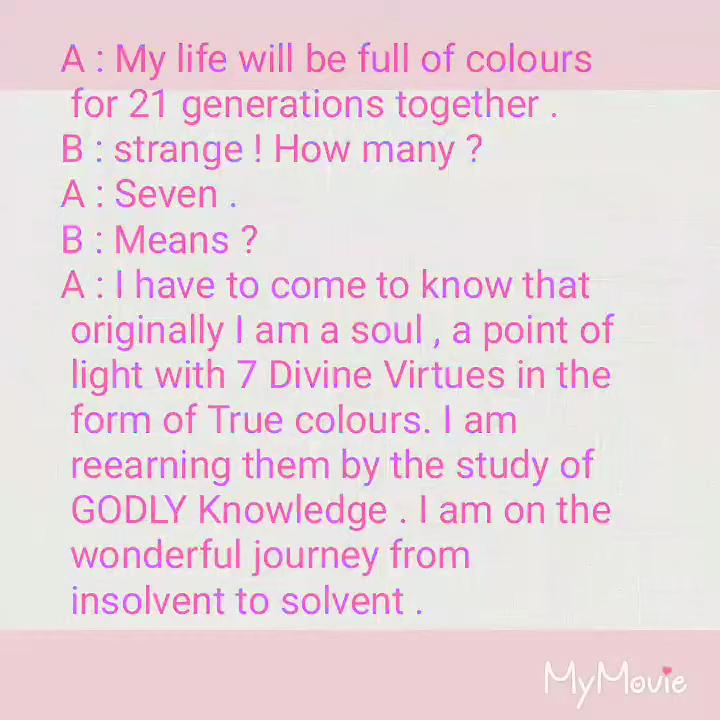 A : My life will be full of colours
for 21 generations together .
B : strange ! How many ?
A : Seven .
B : Means ?
A : I have to come to know that
originally I am a soul , a point of
light with 7 Divine Virtues in the
form of True colours. I am
reearning them by the study of
GODLY Knowledge . I am on the
wonderful journey from
insolvent to solvent .
MyMovie